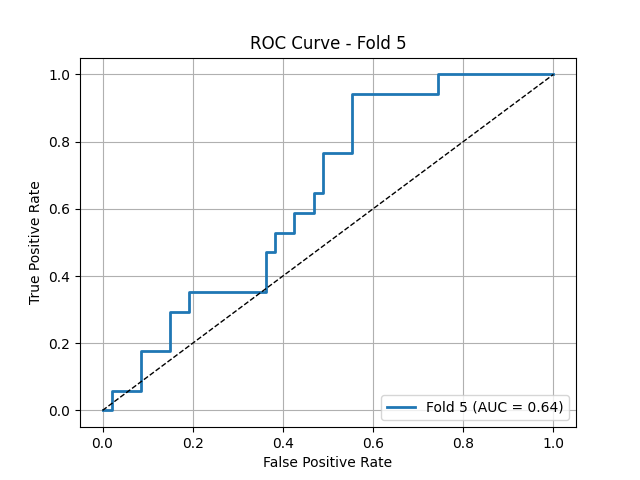 ROC Curve - Fold 5
True Positive Rate
1.0
0.8
0.6
0.4
0.2
0.0
Fold 5 (AUC = 0.64)
0.0 0.2 0.4 0.6 0.8 1.0
False Positive Rate